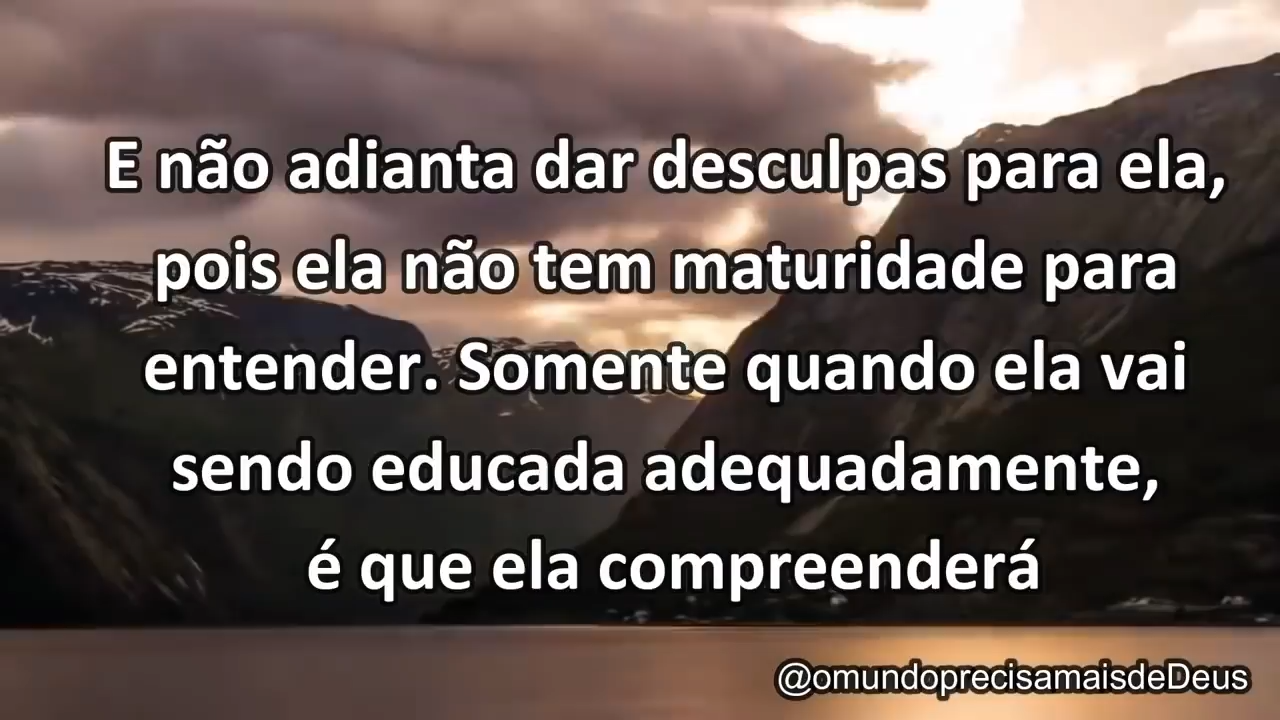 E não adianta dar desculpas para ela,
pois ela não tem maturidade para
entender. Somente quando ela vai
sendo educada adequadamente,
é que ela compreenderá
@omundoprecisamaisdeDeus